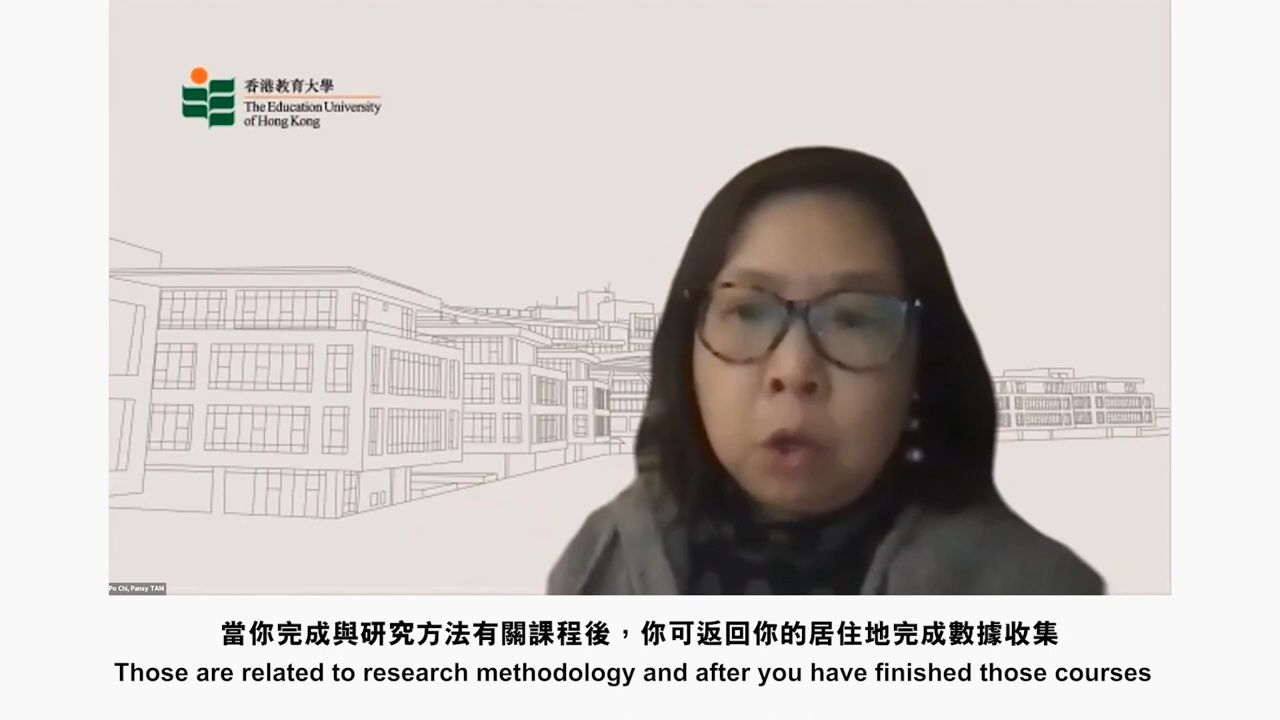 香港教育大學
The Education University
of Hong Kong
Po Chi, Pansy TAM
當你完成與研究方法有關課程後，你可返回你的居住地完成數據收集
Those are related to research methodology and after you have finished those courses